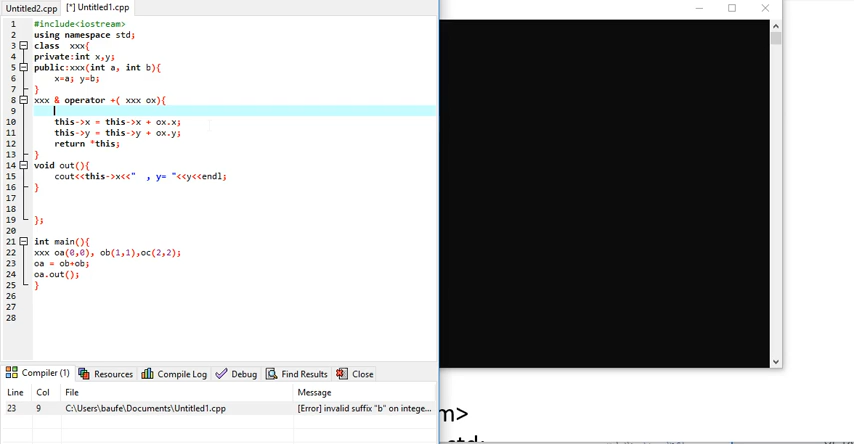 Untitled2.cpp [*] Untitled1.cpp
1 #include<iostream>
2 using namespace std;
3 class xxx{
4 private:int x,y;
5 public:xxx(int a, int b){
6 x=a; y=b;
7 }
8 xxx & operator +( xxx ox){
9
10 this->x = this->x + ox.x;
11 this->y = this->y + ox.y;
12 return *this;
13 }
14 void out(){
15 cout<<this->x<<" , y= "<<y<<endl;
16 }
17
18
19 };
20
21 int main(){
22 xxx oa(0,0), ob(1,1),oc(2,2);
23 oa = ob+ob;
24 oa.out();
25 }
26
27
28
Compiler (1) Resources Compile Log Debug Find Results Close
Line Col File Message
23 9 C:\Users\baufe\Documents\Untitled1.cpp [Error] invalid suffix "b" on intege...
m>